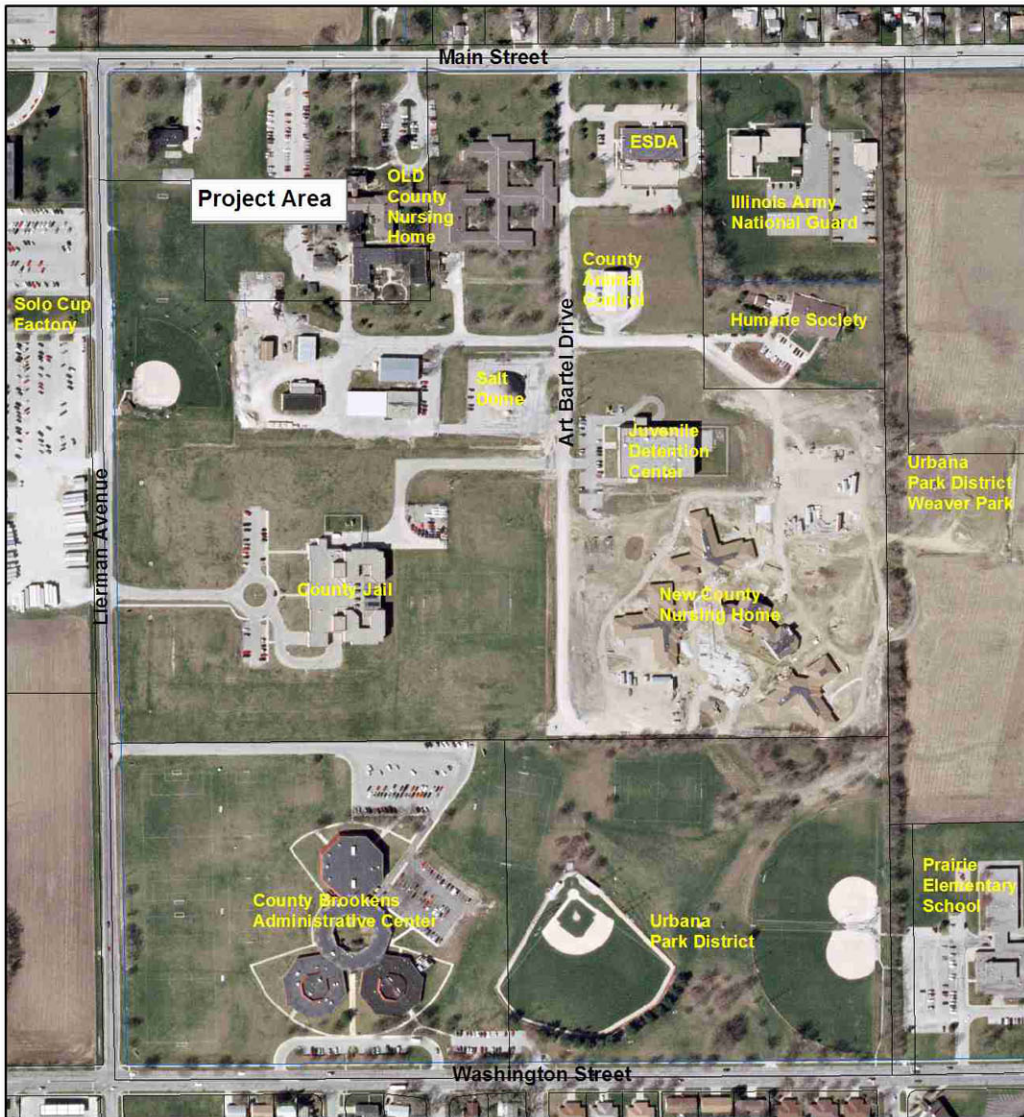 Main Street
ESDA
OLD
County
Nursing
Home
Project Area
Illinois Army
National Guard
County
Animal
Control
Solo Cup
Factory
Humane Society
Art Bartel Drive
Salt
Dome
Juvenile
Detention
Center
Urbana
Park District
Weaver Park
Lierman Avenue
County Jail
New County
Nursing Home
Prairie
Elementary
School
County Brookens
Administrative Center
Urbana
Park District
Washington Street